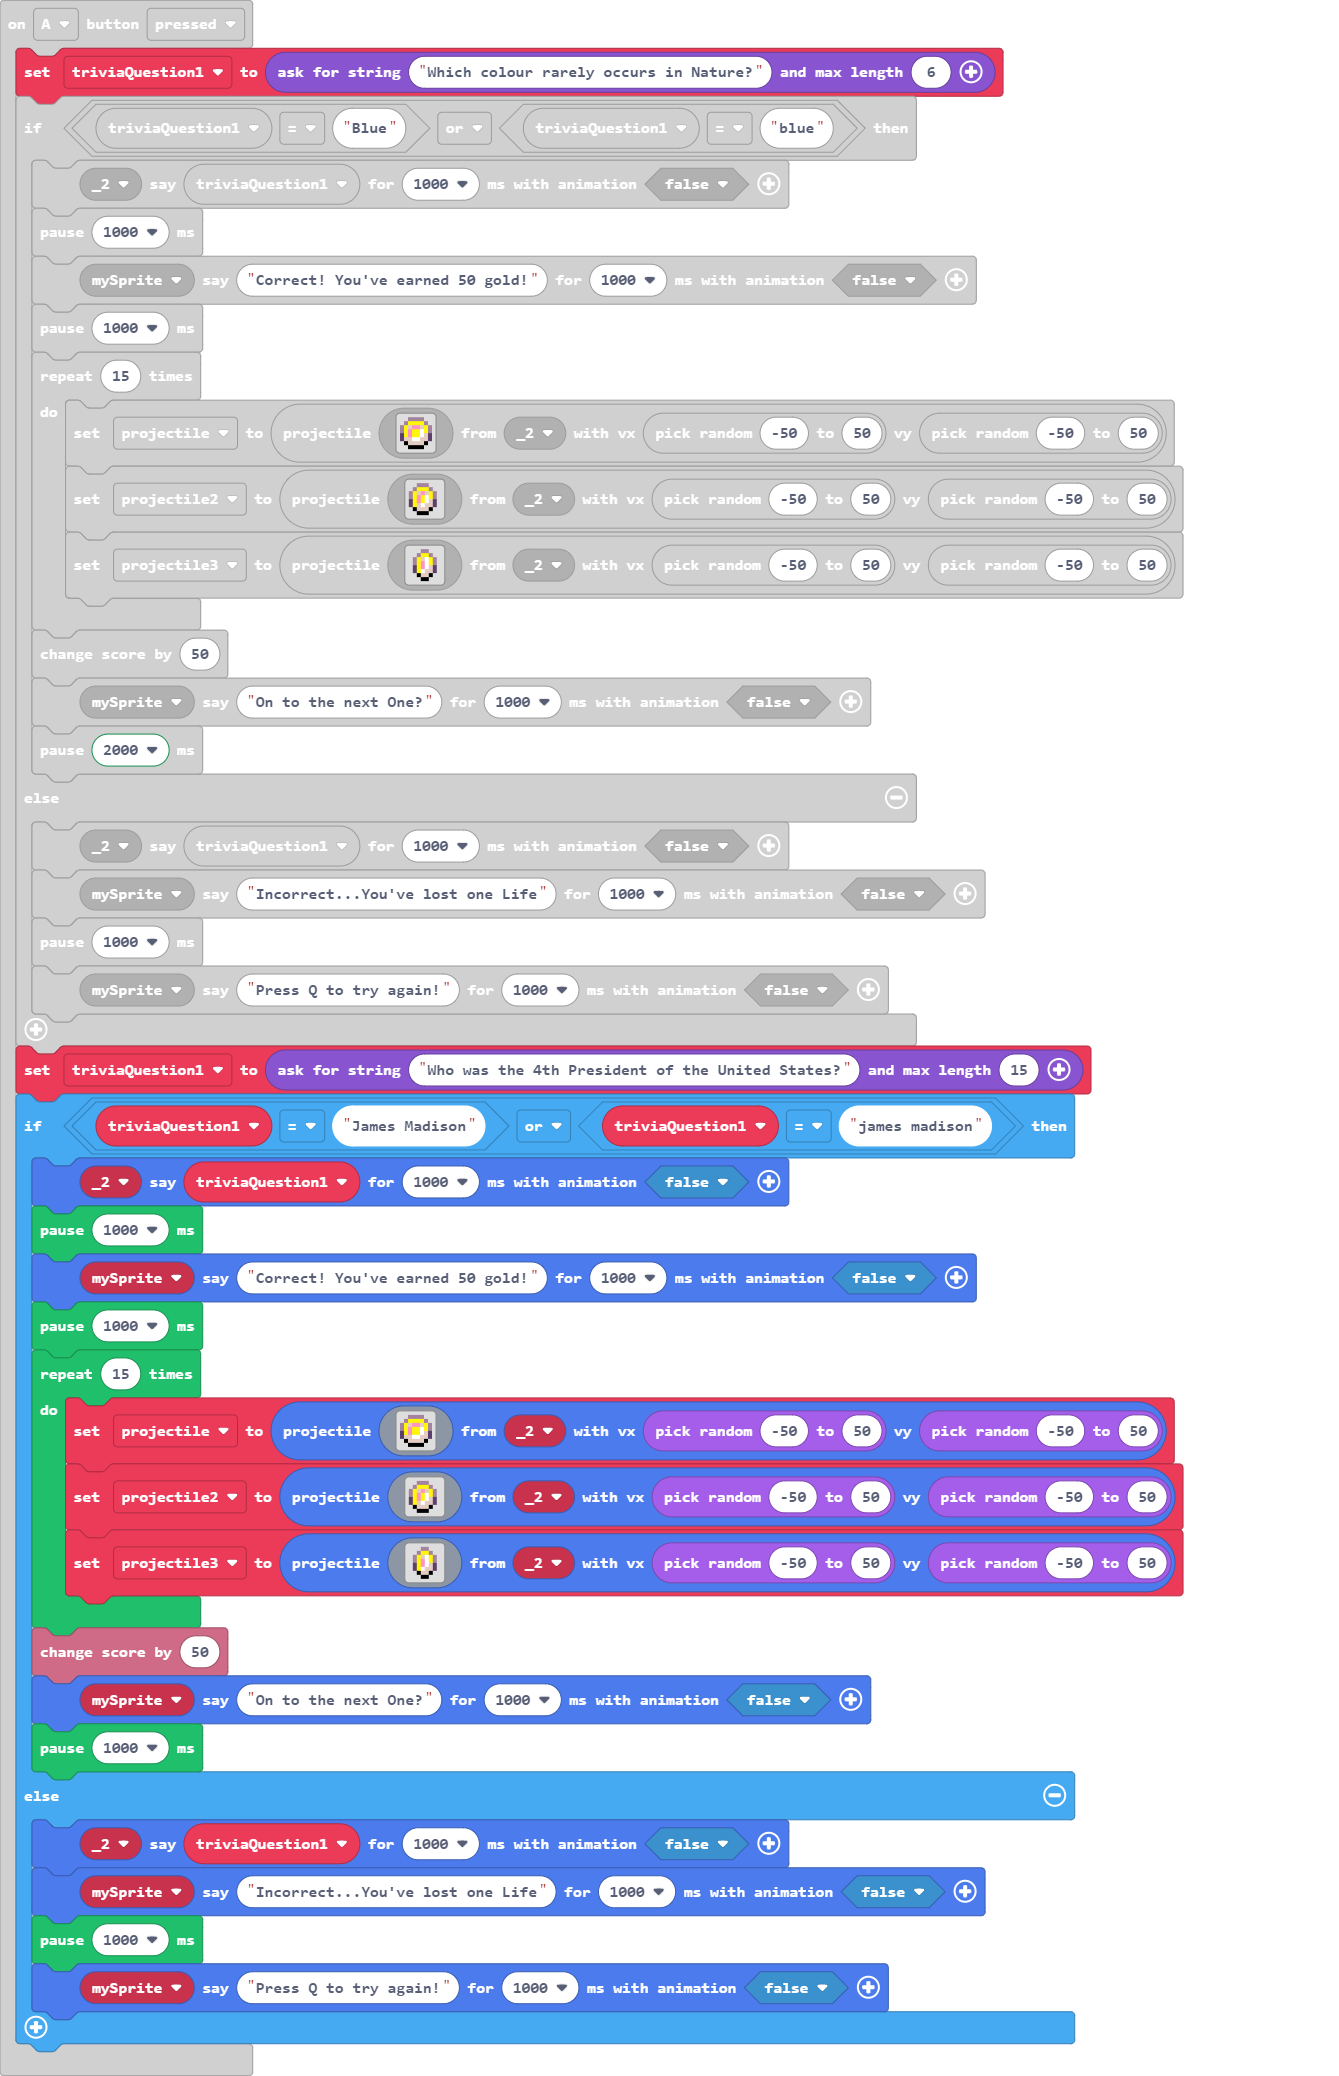 on A button pressed
set triviaQuestion1 to ask for string "Which colour rarely occurs in Nature?" and max length 6
if triviaQuestion1 = "Blue" or triviaQuestion1 = "blue" then
_2 say triviaQuestion1 for 1000 ms with animation false
pause 1000 ms
mySprite say "Correct! You've earned 50 gold!" for 1000 ms with animation false
pause 1000 ms
repeat 15 times
do
set projectile to projectile from _2 with vx pick random -50 to 50 vy pick random -50 to 50
set projectile2 to projectile from _2 with vx pick random -50 to 50 vy pick random -50 to 50
set projectile3 to projectile from _2 with vx pick random -50 to 50 vy pick random -50 to 50
change score by 50
mySprite say "On to the next One?" for 1000 ms with animation false
pause 2000 ms
else
_2 say triviaQuestion1 for 1000 ms with animation false
mySprite say "Incorrect...You've lost one Life" for 1000 ms with animation false
pause 1000 ms
mySprite say "Press Q to try again!" for 1000 ms with animation false
set triviaQuestion1 to ask for string "Who was the 4th President of the United States?" and max length 15
if triviaQuestion1 = "James Madison" or triviaQuestion1 = "james madison" then
_2 say triviaQuestion1 for 1000 ms with animation false
pause 1000 ms
mySprite say "Correct! You've earned 50 gold!" for 1000 ms with animation false
pause 1000 ms
repeat 15 times
do
set projectile to projectile from _2 with vx pick random -50 to 50 vy pick random -50 to 50
set projectile2 to projectile from _2 with vx pick random -50 to 50 vy pick random -50 to 50
set projectile3 to projectile from _2 with vx pick random -50 to 50 vy pick random -50 to 50
change score by 50
mySprite say "On to the next One?" for 1000 ms with animation false
pause 1000 ms
else
_2 say triviaQuestion1 for 1000 ms with animation false
mySprite say "Incorrect...You've lost one Life" for 1000 ms with animation false
pause 1000 ms
mySprite say "Press Q to try again!" for 1000 ms with animation false